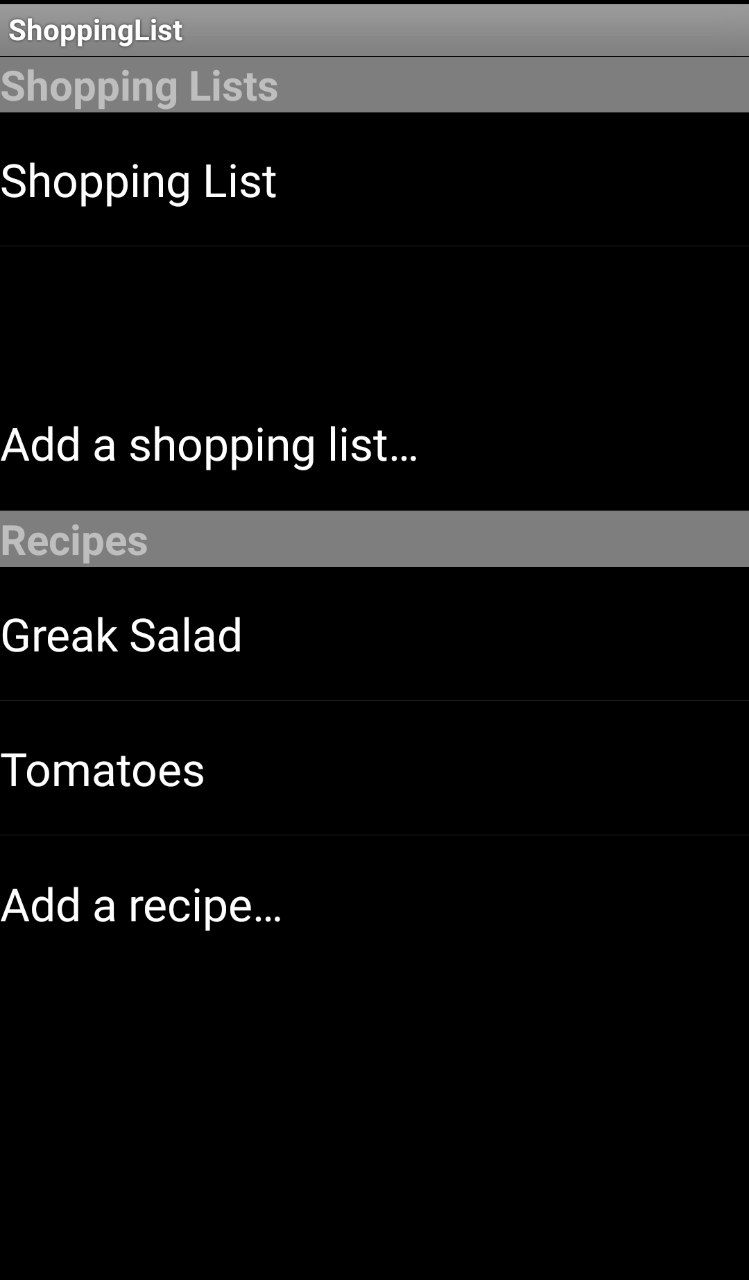 ShoppingList
Shopping Lists
Shopping List
Add a shopping list…
Recipes
Greak Salad
Tomatoes
Add a recipe…